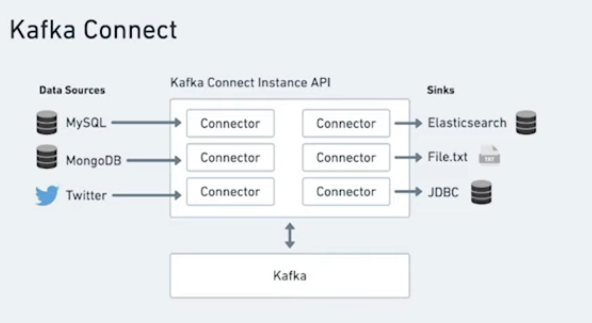 Kafka Connect
Data Sources
Kafka Connect Instance API
Sinks
MySQL
Connector
Connector
Elasticsearch
MongoDB
Connector
Connector
File.txt
TXT
Twitter
Connector
Connector
JDBC
Kafka